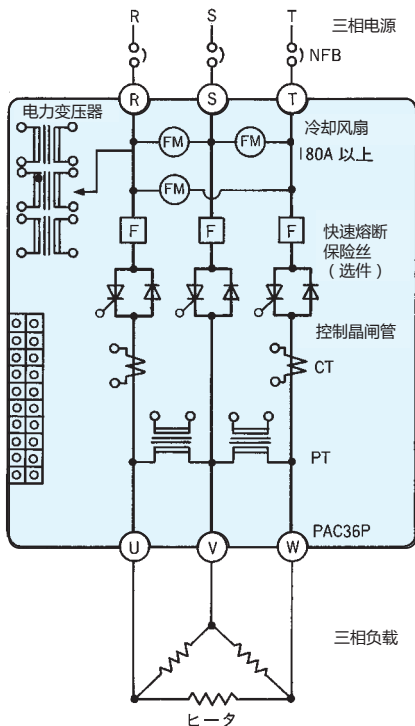 R S T 三相电源
NFB
R S T
电力变压器
冷却风扇
FM FM
180A 以上
FM
F F F
快速熔断
保险丝
（选件）
控制晶闸管
CT
PT
PAC36P
U V W
三相负载
ヒータ